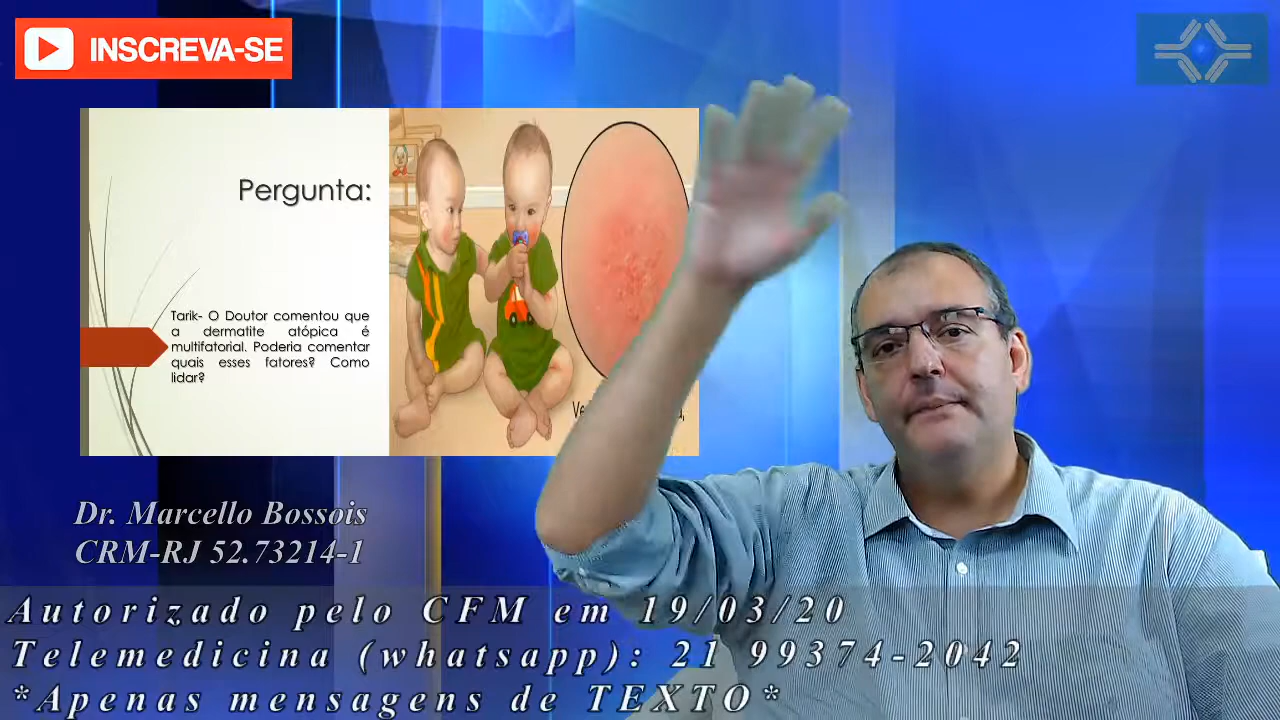 INSCREVA-SE
Pergunta:
Tarik- O Doutor comentou que
a dermatite atópica é
multifatorial. Poderia comentar
quais esses fatores? Como
lidar?
Dr. Marcello Bossois
CRM-RJ 52.73214-1
Autorizado pelo CFM em 19/03/20
Telemedicina (whatsapp): 21 99374-2042
*Apenas mensagens de TEXTO*